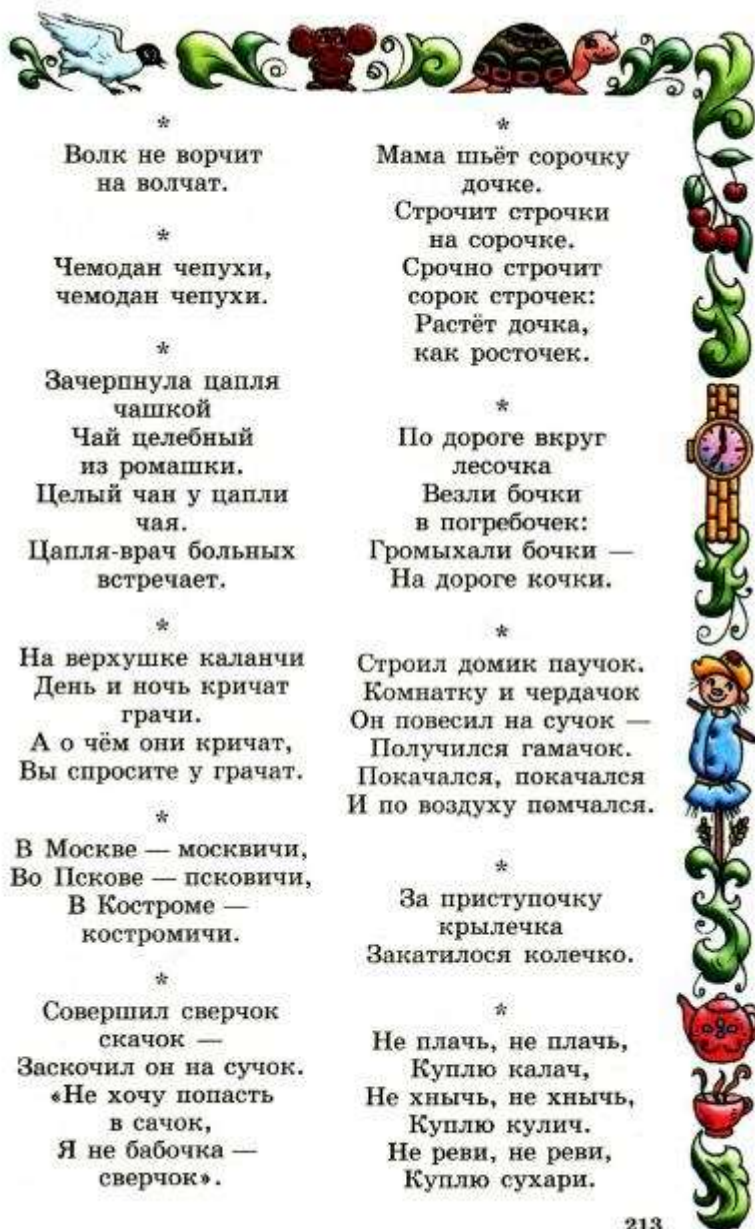 *
Волк не ворчит
на волчат.
*
Чемодан чепухи,
чемодан чепухи.
*
Зачерпнула цапля
чашкой
Чай целебный
из ромашки.
Целый чан у цапли
чая.
Цапля-врач больных
встречает.
*
На верхушке каланчи
День и ночь кричат
грачи.
А о чём они кричат,
Вы спросите у грачат.
*
В Москве — москвичи,
Во Пскове — псковичи,
В Костроме —
костромичи.
*
Совершил сверчок
скачок —
Заскочил он на сучок.
«Не хочу попасть
в сачок,
Я не бабочка —
сверчок».
*
Мама шьёт сорочку
дочке.
Строчит строчки
на сорочке.
Срочно строчит
сорок строчек:
Растёт дочка,
как росточек.
*
По дороге вкруг
лесочка
Везли бочки
в погребочек:
Громыхали бочки —
На дороге кочки.
*
Строил домик паучок.
Комнатку и чердачок
Он повесил на сучок —
Получился гамачок.
Покачался, покачался
И по воздуху помчался.
*
За приступочку
крылечка
Закатилося колечко.
*
Не плачь, не плачь,
Куплю калач,
Не хнычь, не хнычь,
Куплю кулич.
Не реви, не реви,
Куплю сухари.
213